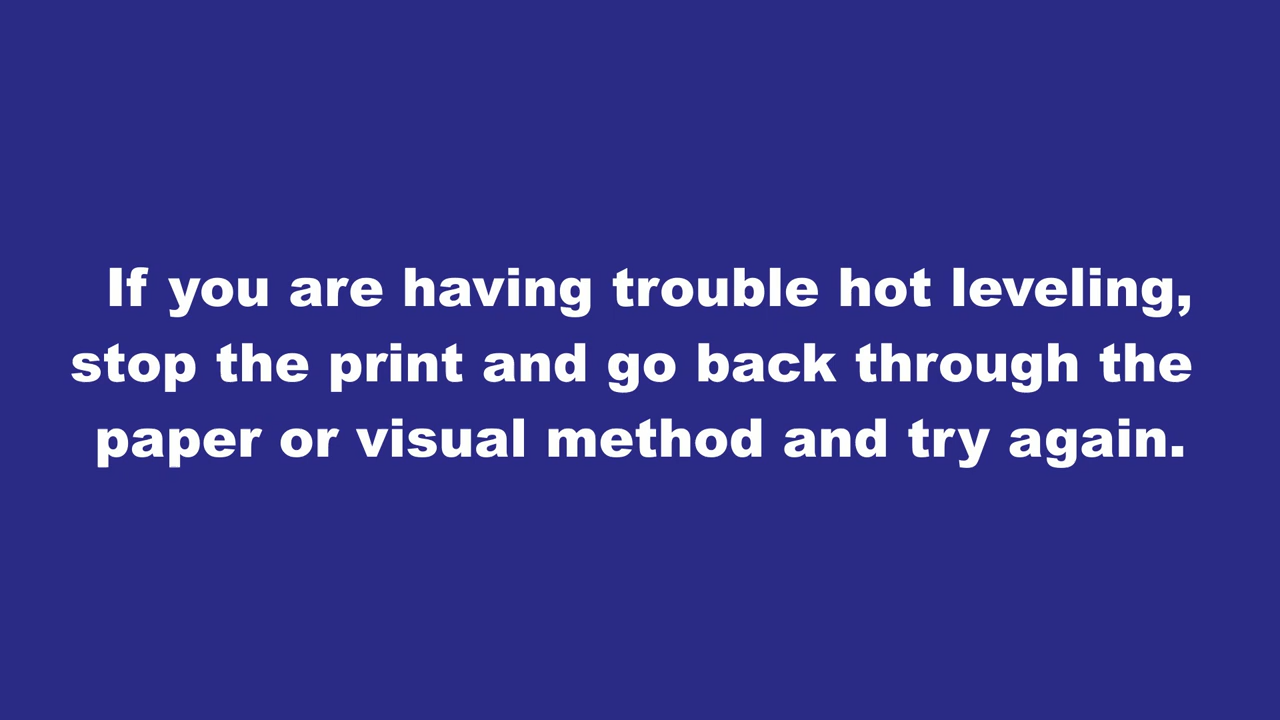 If you are having trouble hot leveling,
stop the print and go back through the
paper or visual method and try again.